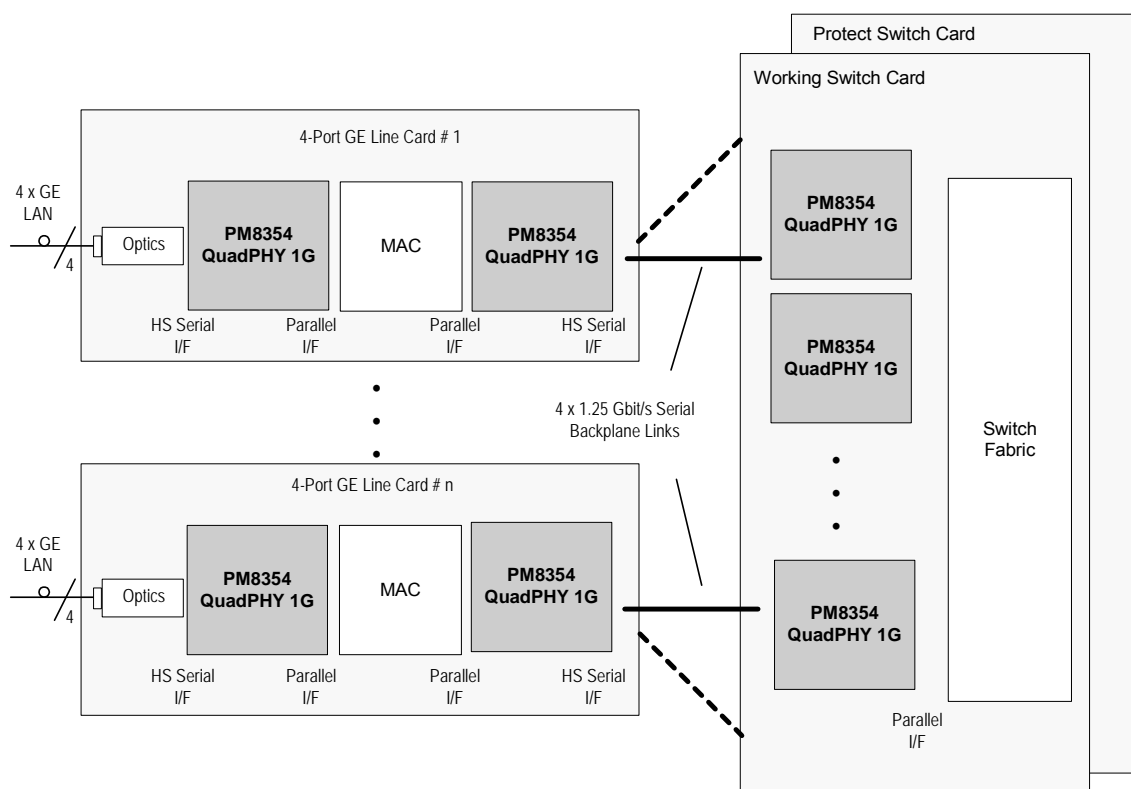 Protect Switch Card
Working Switch Card
4-Port GE Line Card # 1
4 x GE
LAN
4
Optics
PM8354
QuadPHY 1G
MAC
PM8354
QuadPHY 1G
HS Serial
I/F
Parallel
I/F
Parallel
I/F
HS Serial
I/F
4 x 1.25 Gbit/s Serial
Backplane Links
4-Port GE Line Card # n
4 x GE
LAN
4
Optics
PM8354
QuadPHY 1G
MAC
PM8354
QuadPHY 1G
HS Serial
I/F
Parallel
I/F
Parallel
I/F
HS Serial
I/F
PM8354
QuadPHY 1G
PM8354
QuadPHY 1G
PM8354
QuadPHY 1G
Switch
Fabric
Parallel
I/F